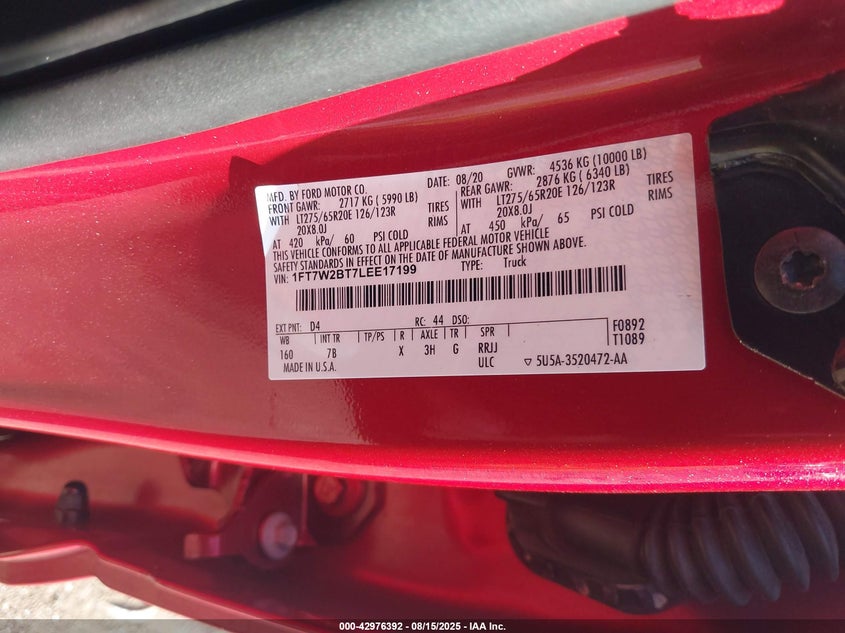 MFD. BY FORD MOTOR CO. DATE: 08/20 GVWR: 4536 KG (10000 LB)
FRONT GAWR: 2717 KG ( 5990 LB) REAR GAWR: 2876 KG ( 6340 LB)
WITH LT275/65R20E 126/123R TIRES WITH LT275/65R20E 126/123R TIRES
20X8.0J RIMS 20X8.0J RIMS
AT 420 kPa/ 60 PSI COLD AT 450 kPa/ 65 PSI COLD
THIS VEHICLE CONFORMS TO ALL APPLICABLE FEDERAL MOTOR VEHICLE
SAFETY STANDARDS IN EFFECT ON THE DATE OF MANUFACTURE SHOWN ABOVE.
VIN: 1FT7W2BT7LEE17199 TYPE: Truck
EXT PNT: D4 RC: 44 DSO: F0892
WB INT TR TP/PS R AXLE TR SPR T1089
160 7B X 3H G RRJJ
MADE IN U.S.A. ULC ▽ 5U5A-3520472-AA
000-42976392 - 08/15/2025 - IAA Inc.